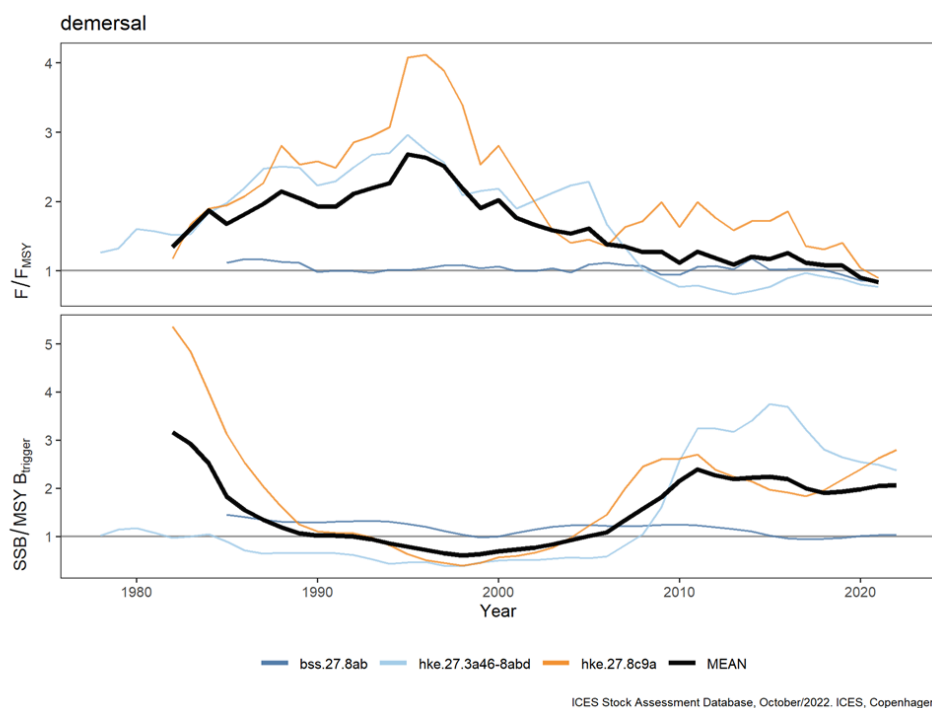 demersal
4
3
2
1
F/F_MSY
5
4
3
2
1
SSB/MSY B_trigger
1980 1990 2000 2010 2020
Year
bss.27.8ab hke.27.3a46-8abd hke.27.8c9a MEAN
ICES Stock Assessment Database, October/2022. ICES, Copenhagen